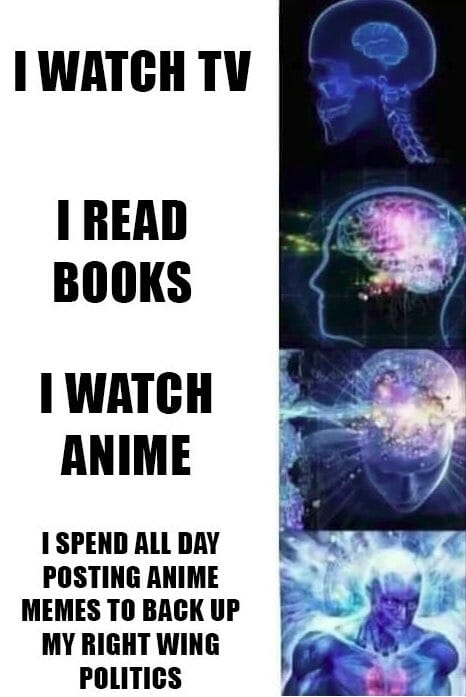 I WATCH TV
I READ
BOOKS
I WATCH
ANIME
I SPEND ALL DAY
POSTING ANIME
MEMES TO BACK UP
MY RIGHT WING
POLITICS